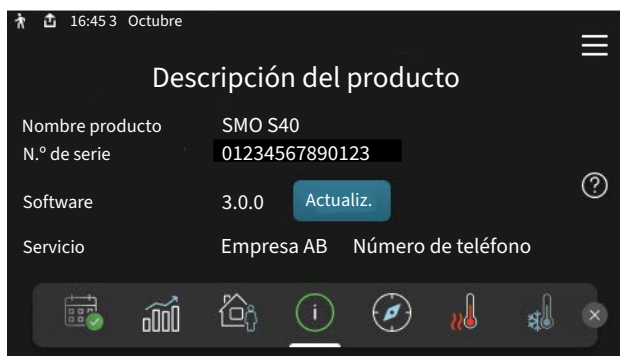 16:45 3 Octubre
Descripción del producto
Nombre producto SMO S40
N.º de serie 01234567890123
Software 3.0.0 Actualiz.
Servicio Empresa AB Número de teléfono